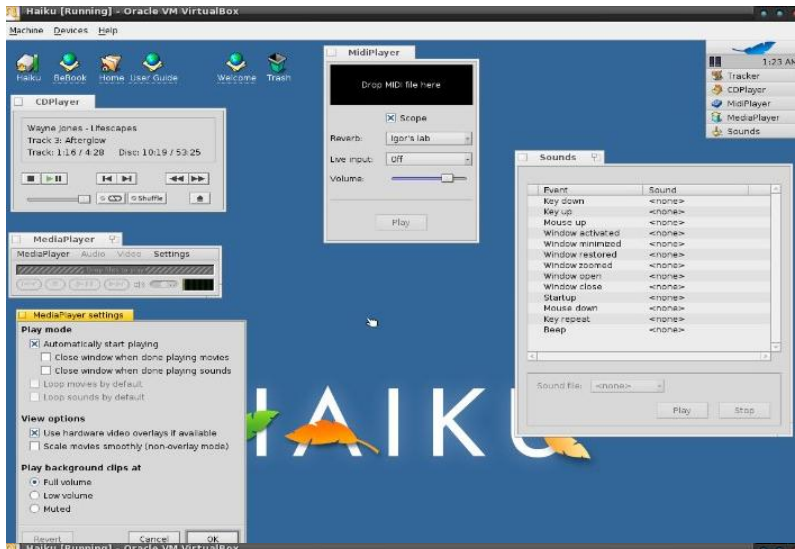 Haiku [Running] - Oracle VM VirtualBox
Machine Devices Help
Haiku BeBook Home User Guide Welcome Trash
1:23 AM
Tracker
CDPlayer
MidiPlayer
MediaPlayer
Sounds
CDPlayer
Wayne Jones - Lifescapes
Track 3: Afterglow
Track: 1:16 / 4:28 Disc: 10:19 / 53:25
Shuffle
MidiPlayer
Drop MIDI file here
Scope
Reverb: Igor's lab
Live input: Off
Volume:
Play
MediaPlayer
MediaPlayer Audio Video Settings
Drop files to play
MediaPlayer settings
Play mode
Automatically start playing
Close window when done playing movies
Close window when done playing sounds
Loop movies by default
Loop sounds by default
View options
Use hardware video overlays if available
Scale movies smoothly (non-overlay mode)
Play background clips at
Full volume
Low volume
Muted
Revert Cancel OK
Sounds
Event Sound
Key down <none>
Key up <none>
Mouse up <none>
Window activated <none>
Window minimized <none>
Window restored <none>
Window zoomed <none>
Window open <none>
Window close <none>
Startup <none>
Mouse down <none>
Key repeat <none>
Beep <none>
Sound file: <none>
Play Stop
HAIKU
Haiku [Running] - Oracle VM VirtualBox